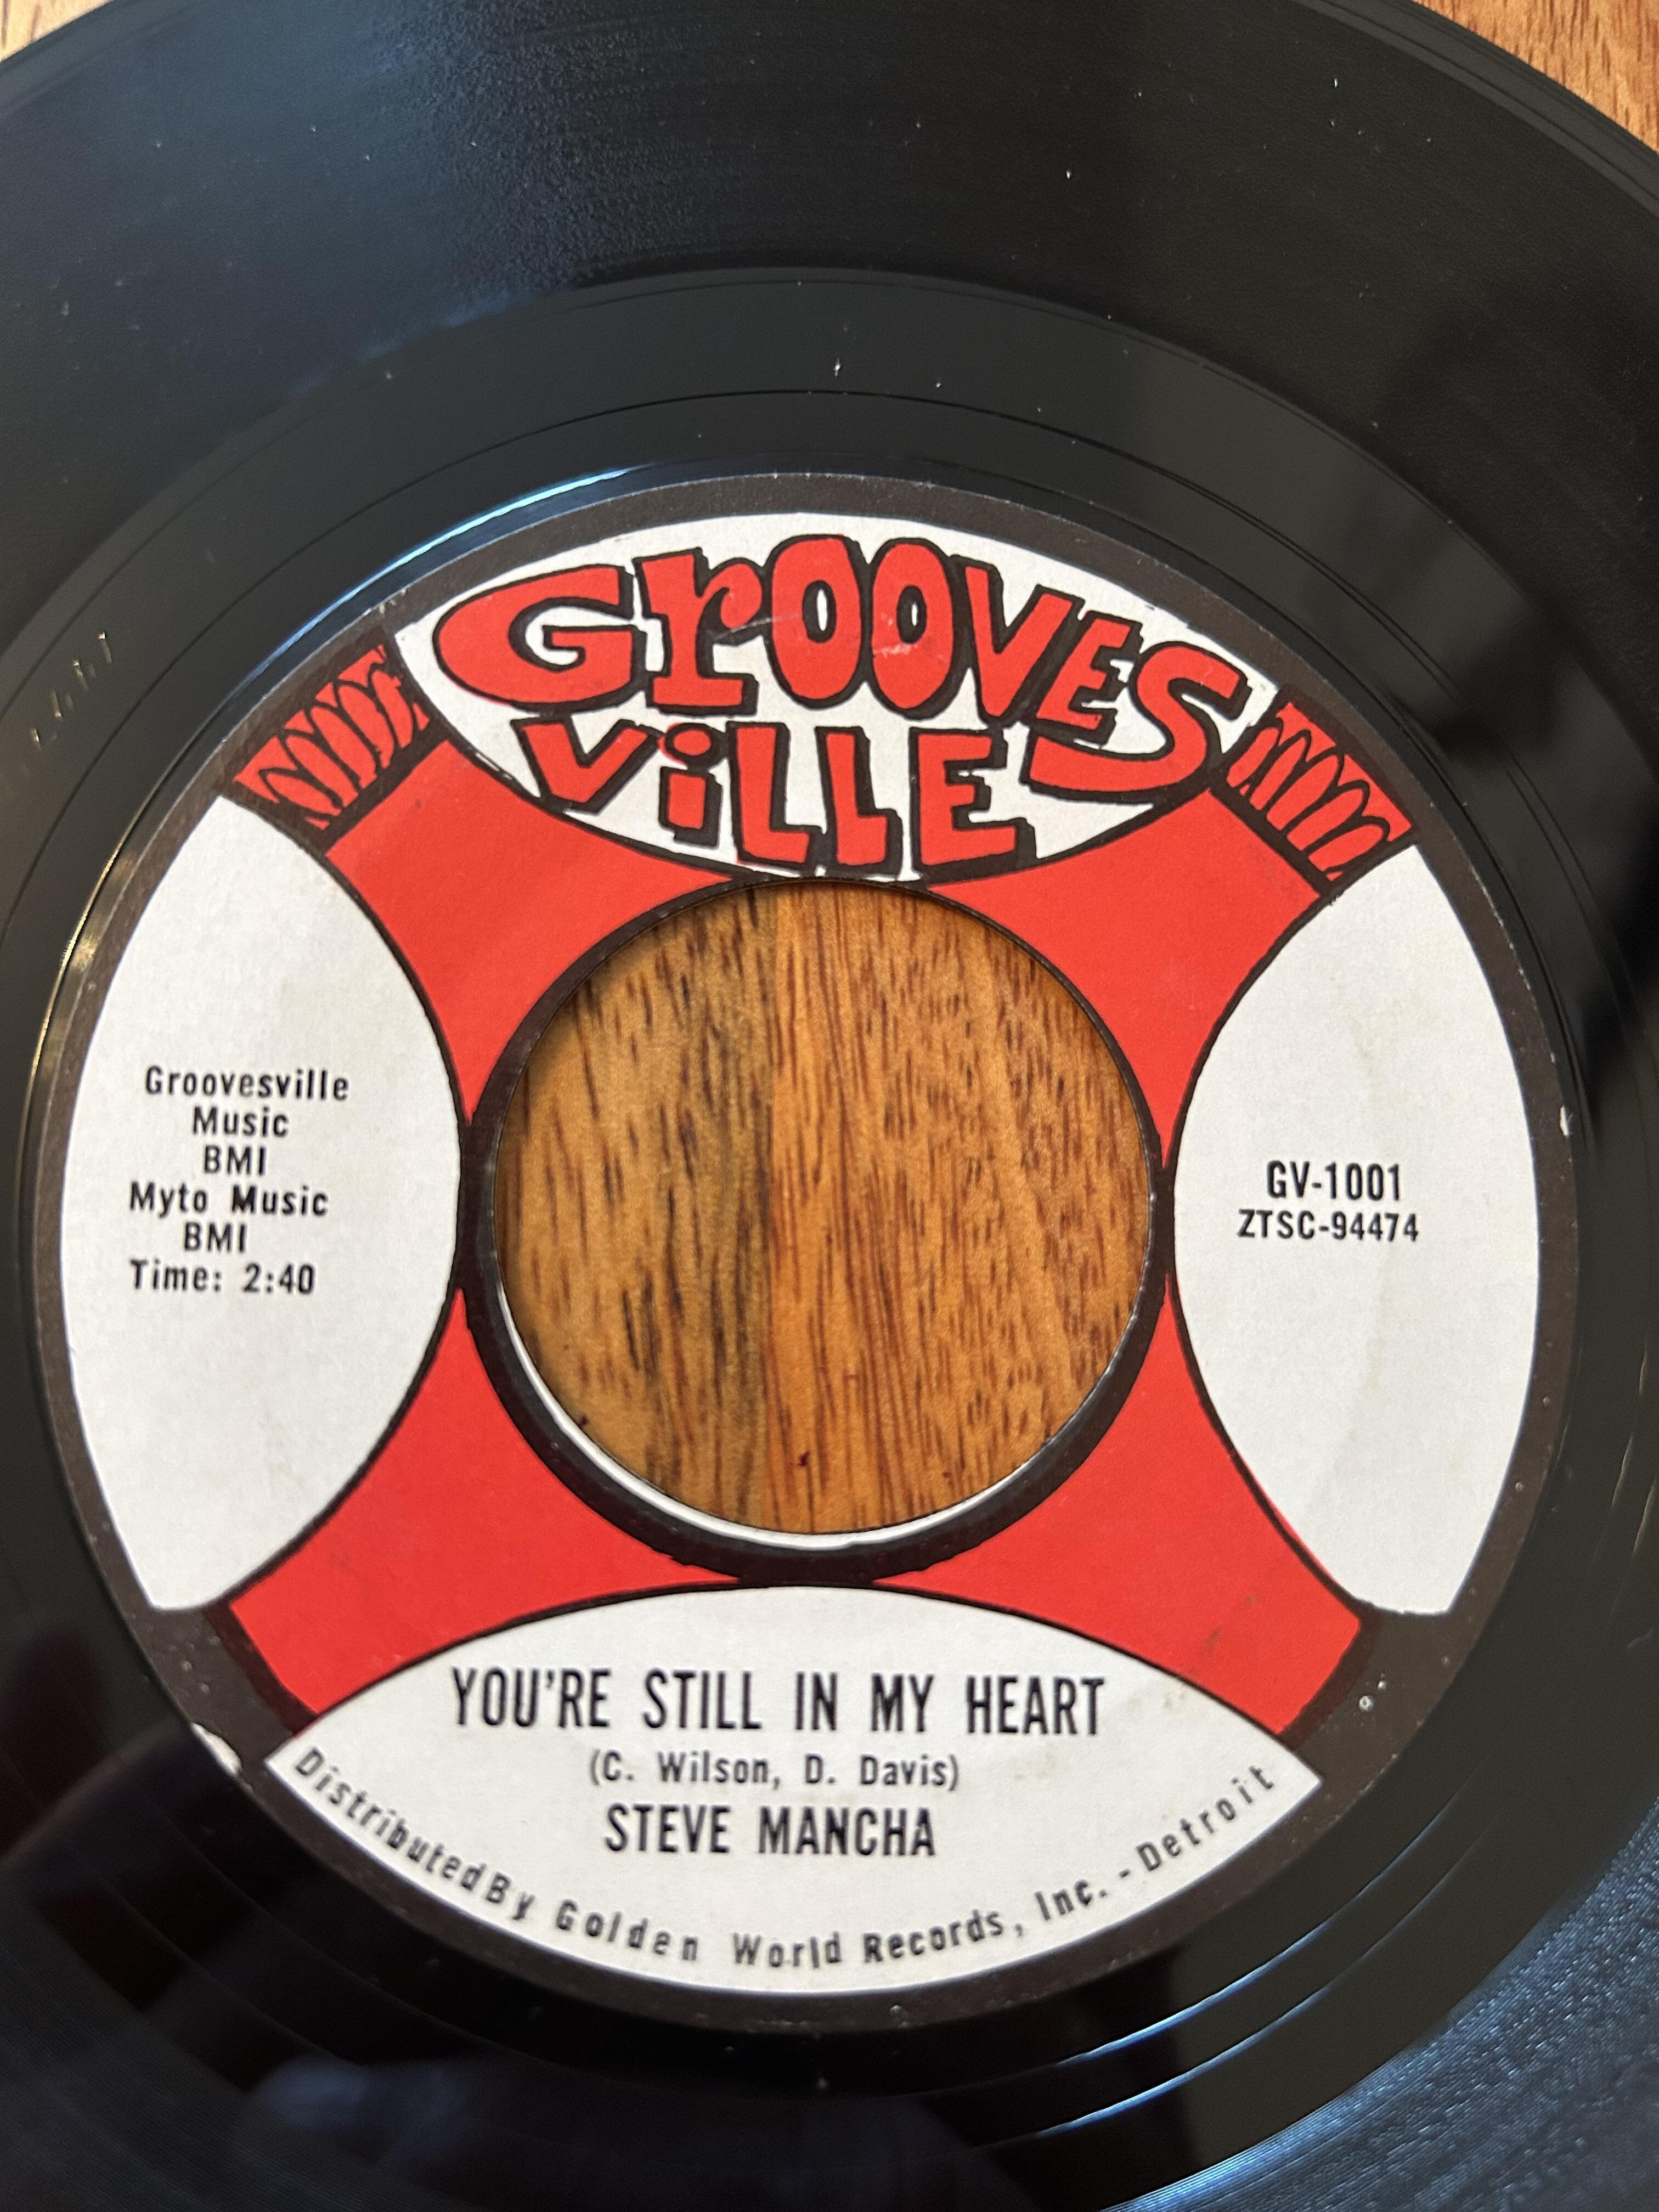 Grooves
ville
Groovesville
Music
BMI
Myto Music
BMI
Time: 2:40
GV-1001
ZTSC-94474
YOU'RE STILL IN MY HEART
(C. Wilson, D. Davis)
STEVE MANCHA
Distributed By Golden World Records, Inc. - Detroit